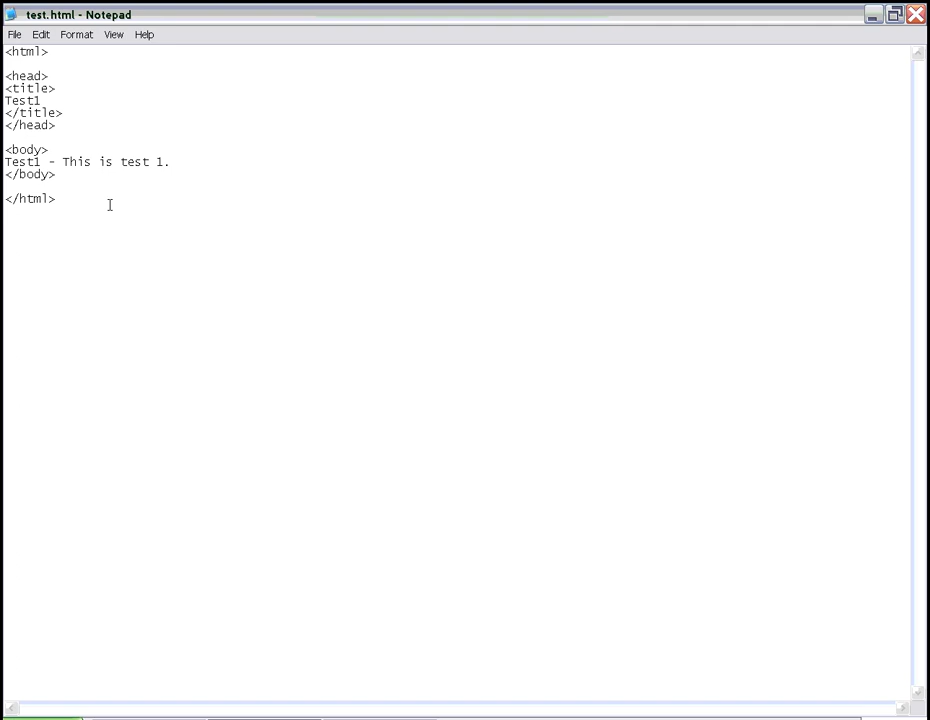 test.html - Notepad
File Edit Format View Help
<html>
<head>
<title>
Test1
</title>
</head>
<body>
Test1 - This is test 1.
</body>
</html>